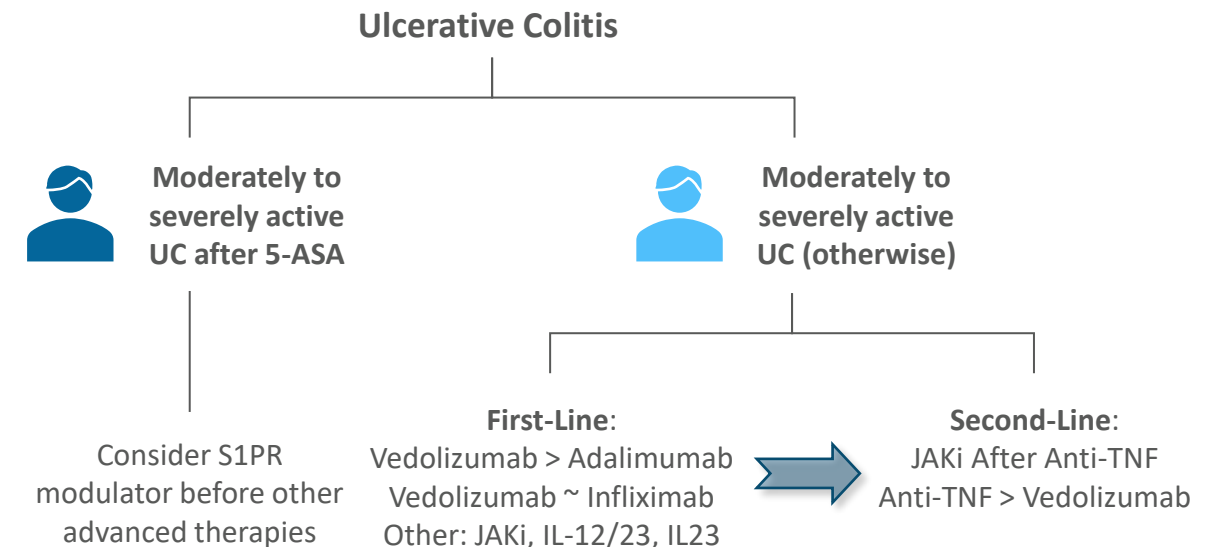 Ulcerative Colitis
Moderately to
severely active
UC after 5-ASA
Moderately to
severely active
UC (otherwise)
Consider S1PR
modulator before other
advanced therapies
First-Line:
Vedolizumab > Adalimumab
Vedolizumab ~ Infliximab
Other: JAKi, IL-12/23, IL23
Second-Line:
JAKi After Anti-TNF
Anti-TNF > Vedolizumab